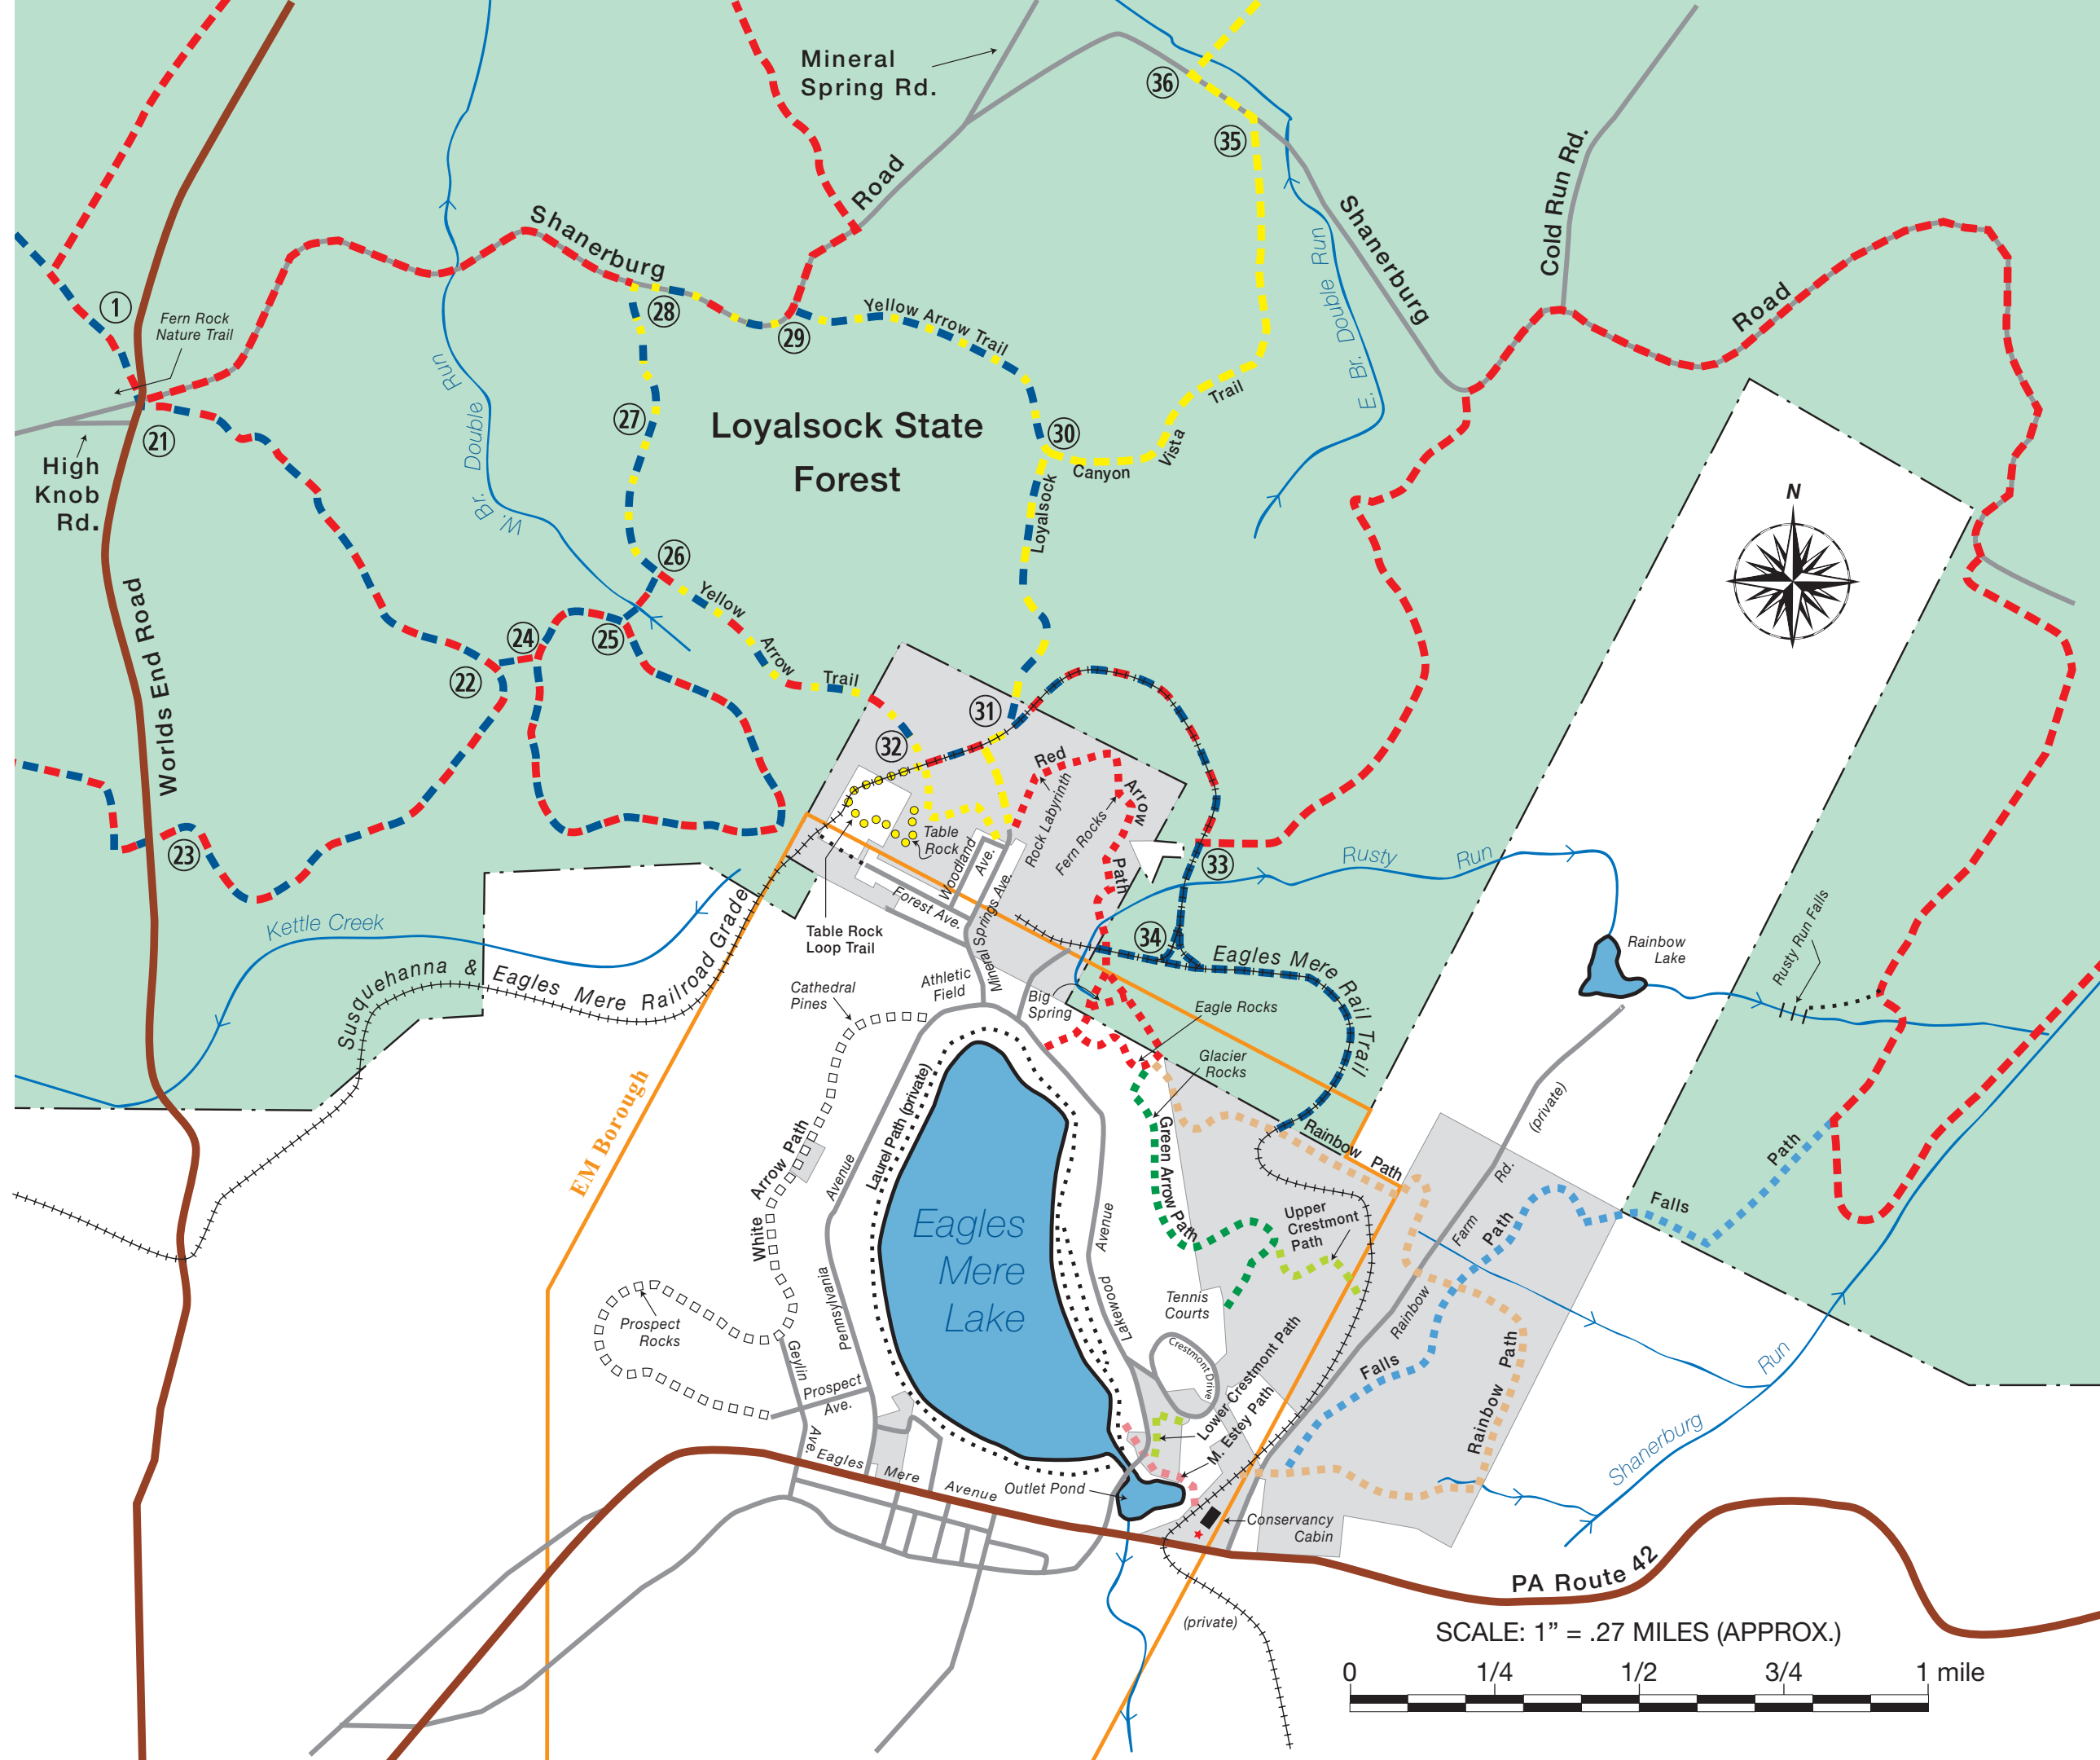 Mineral
Spring Rd.
36
35
Road
Shanerburg
Shanerburg
Cold Run Rd.
Road
1
Fern Rock
Nature Trail
28
29
Yellow Arrow Trail
E. Br. Double Run
21
High
Knob
Rd.
W. Br. Double Run
27
Loyalsock State
Forest
30
Canyon
Vista
Trail
Loyalsock
N
26
Yellow
Arrow
Trail
24
25
22
Worlds End Road
31
32
23
Red
Arrow
Path
Rock Labyrinth
Fern Rocks
Table
Rock
Woodland
Ave.
Forest Ave.
Mineral Springs Ave.
33
Rusty Run
Kettle Creek
Table Rock
Loop Trail
34
Eagles Mere Rail Trail
Rainbow
Lake
Rusty Run Falls
Susquehanna & Eagles Mere Railroad Grade
Athletic
Field
Cathedral
Pines
Big
Spring
Eagle Rocks
Glacier
Rocks
EM Borough
Laurel Path (private)
White Arrow Path
Pennsylvania Avenue
Green Arrow Path
Rainbow Path
(private)
Rainbow Farm Rd.
Falls Path
Falls
Path
Eagles
Mere
Lake
Lakewood Avenue
Upper
Crestmont
Path
Tennis
Courts
Crestmont Drive
Lower Crestmont Path
M. Estey Path
Rainbow Path
Prospect
Rocks
Geylin
Ave.
Prospect
Ave.
Eagles Mere Avenue
Outlet Pond
Conservancy
Cabin
Shanerburg Run
PA Route 42
(private)
SCALE: 1” = .27 MILES (APPROX.)
0 1/4 1/2 3/4 1 mile